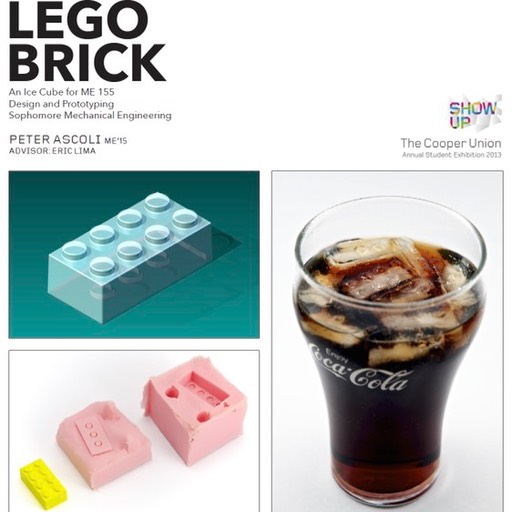 LEGO
BRICK
An Ice Cube for ME 155
Design and Prototyping
Sophomore Mechanical Engineering
PETER ASCOLI ME'15
ADVISOR: ERIC LIMA
SHOW
UP
The Cooper Union
Annual Student Exhibition 2013
ENJOY
Coca-Cola